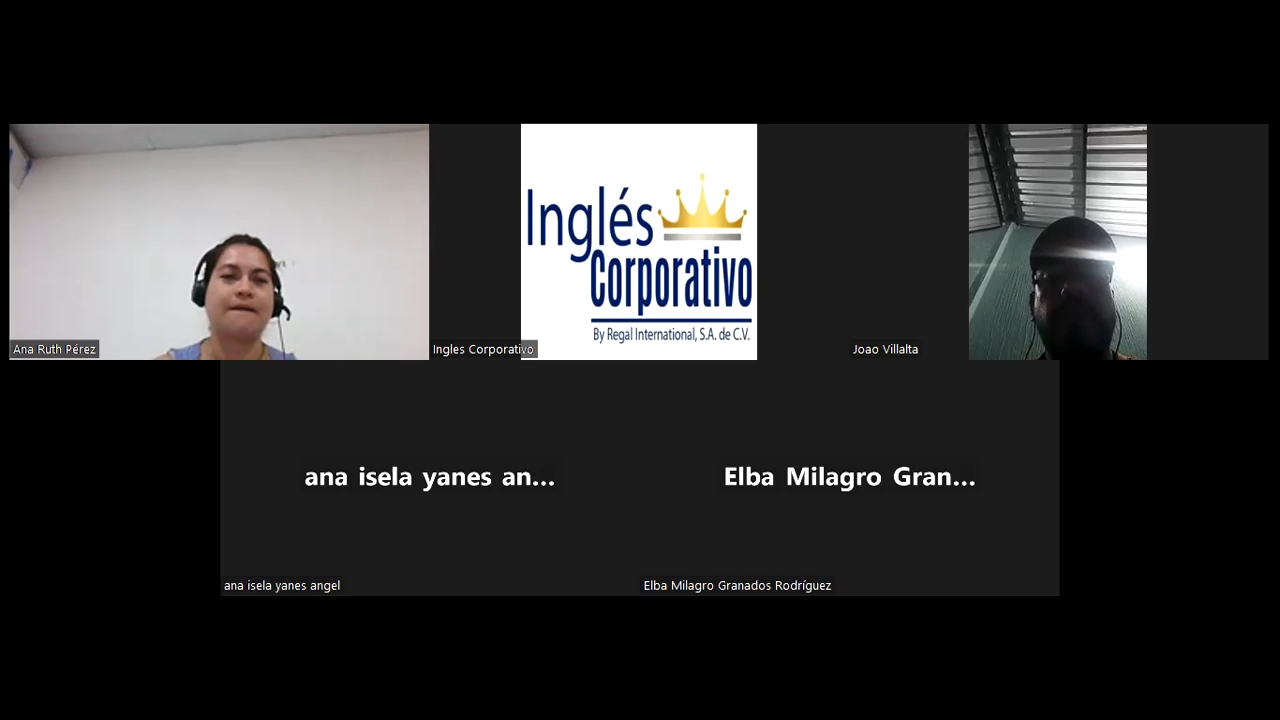 Inglés
Corporativo
By Regal International, S.A. de C.V.
Ana Ruth Pérez
Ingles Corporativo
Joao Villalta
ana isela yanes an...
Elba Milagro Gran...
ana isela yanes angel
Elba Milagro Granados Rodríguez